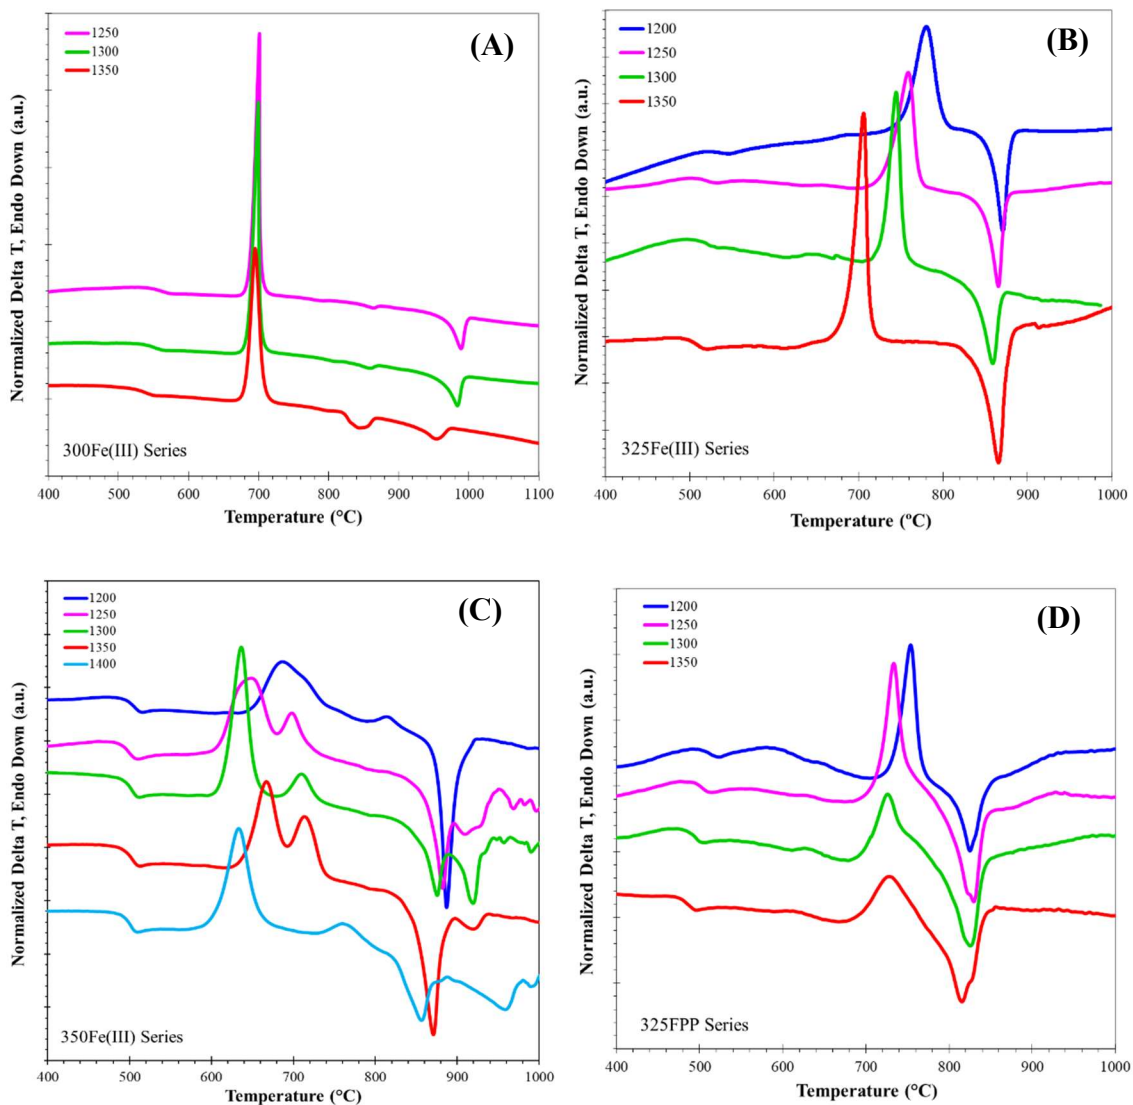 (A)
1250
1300
1350
Normalized Delta T, Endo Down (a.u.)
300Fe(III) Series
400 500 600 700 800 900 1000 1100
Temperature (°C)
(B)
1200
1250
1300
1350
Normalized Delta T, Endo Down (a.u.)
325Fe(III) Series
400 500 600 700 800 900 1000
Temperature (ºC)
(C)
1200
1250
1300
1350
1400
Normalized Delta T, Endo Down (a.u.)
350Fe(III) Series
400 500 600 700 800 900 1000
Temperature (°C)
(D)
1200
1250
1300
1350
Normalized Delta T, Endo Down (a.u.)
325FPP Series
400 500 600 700 800 900 1000
Temperature (°C)